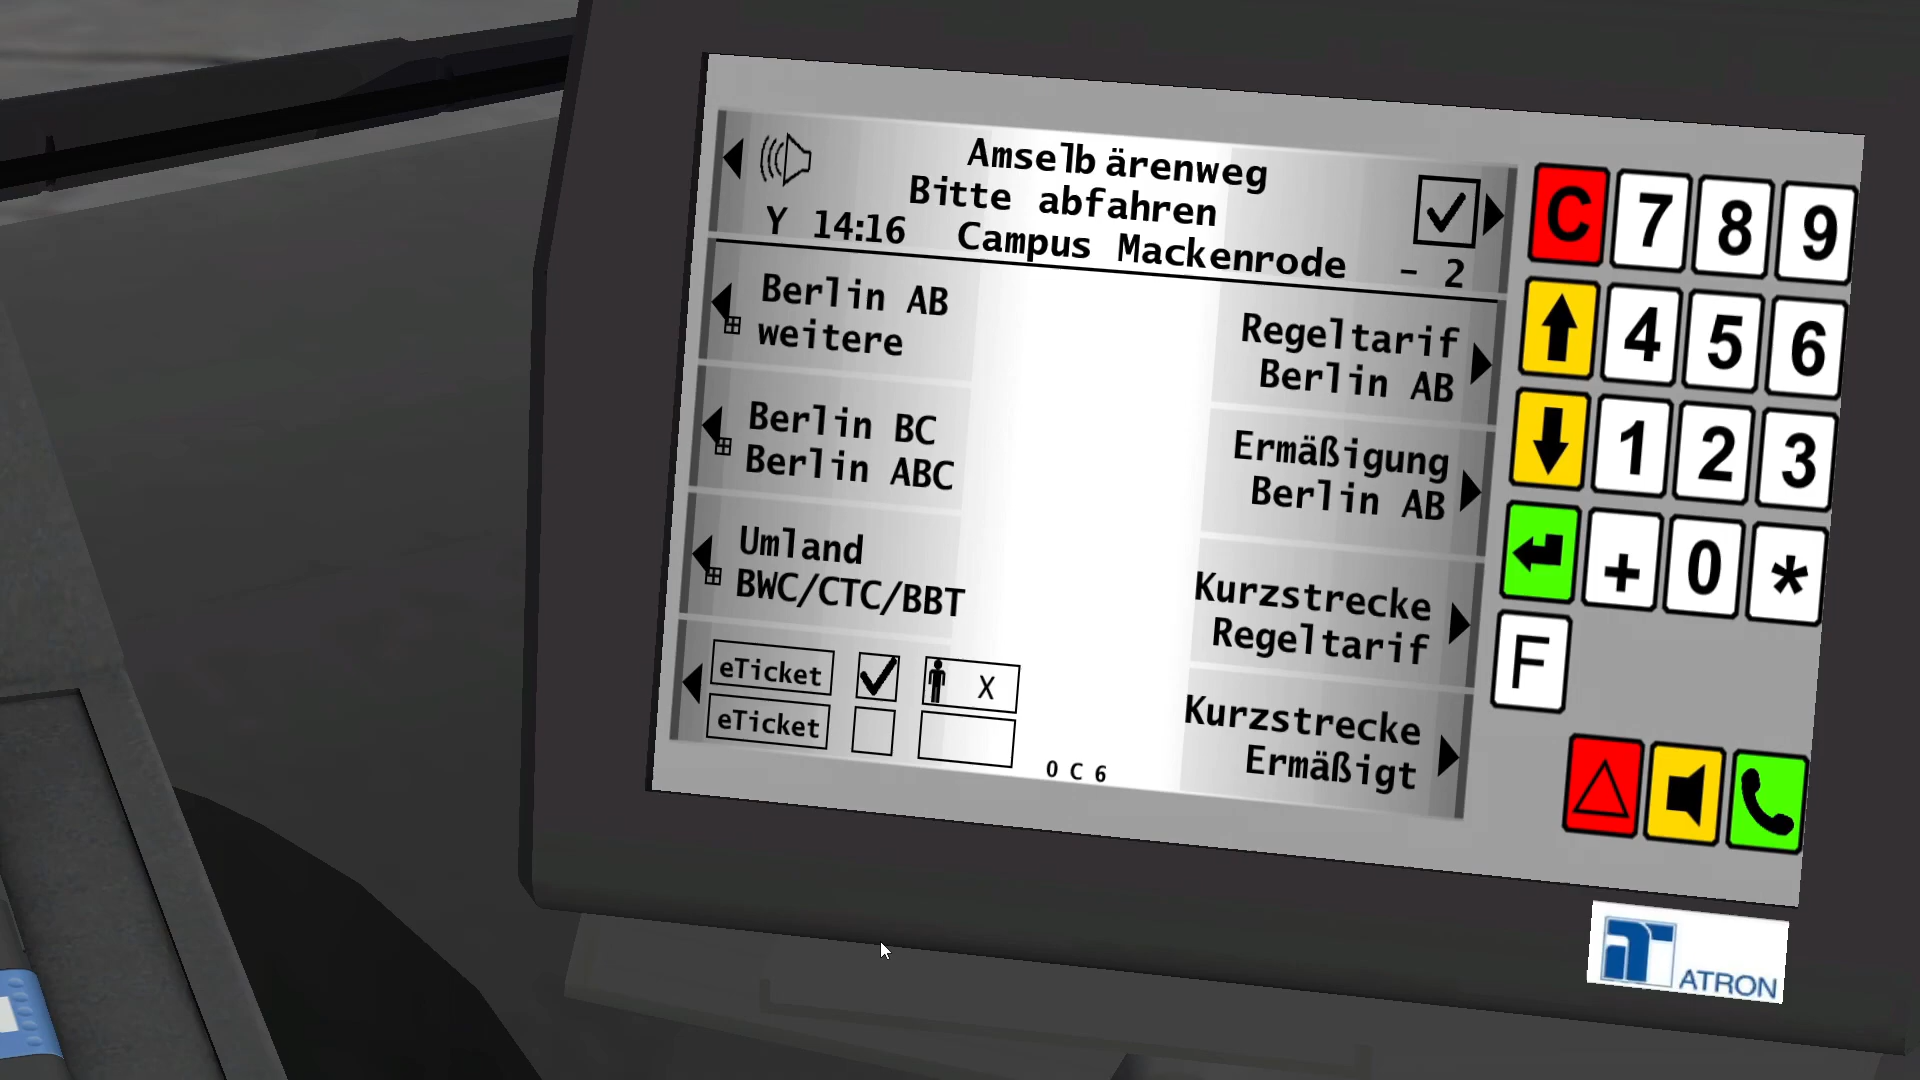 Amselbärenweg
Bitte abfahren
Y 14:16 Campus Mackenrode - 2
Berlin AB
weitere
Berlin BC
Berlin ABC
Umland
BWC/CTC/BBT
eTicket X
eTicket
0 C 6
Regeltarif
Berlin AB
Ermäßigung
Berlin AB
Kurzstrecke
Regeltarif
Kurzstrecke
Ermäßigt
C 7 8 9
4 5 6
1 2 3
+ 0 *
F
ATRON